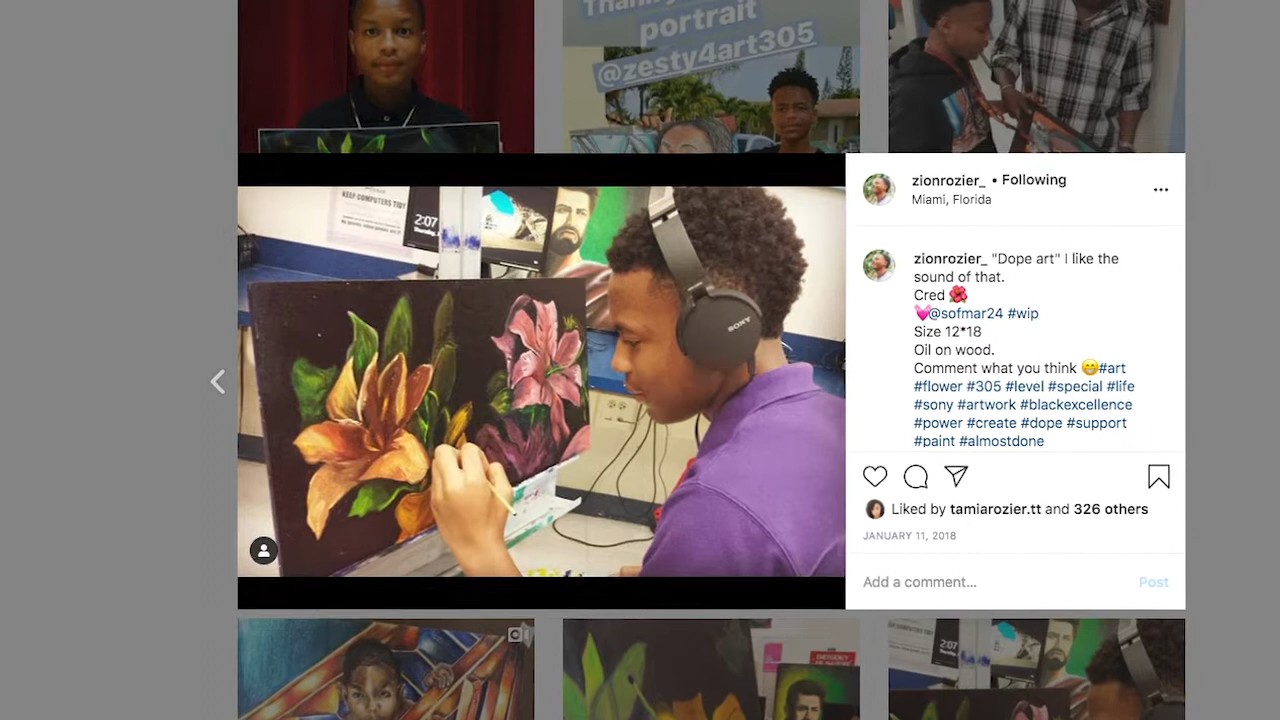 portrait
@zesty4art305
zionrozier_ • Following
Miami, Florida
KEEP COMPUTERS TIDY
2:07
SONY
zionrozier_ "Dope art" I like the
sound of that.
Cred 🌺
💓@sofmar24 #wip
Size 12*18
Oil on wood.
Comment what you think 😁#art
#flower #305 #level #special #life
#sony #artwork #blackexcellence
#power #create #dope #support
#paint #almostdone
Liked by tamiarozier.tt and 326 others
JANUARY 11, 2018
Add a comment...
Post
2:07